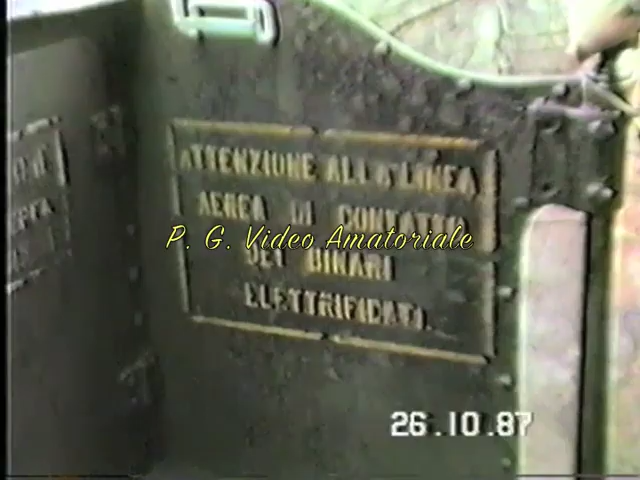 ATTENZIONE ALLA LINEA
AEREA DI CONTATTO
DEI BINARI
ELETTRIFICATI.
P. G. Video Amatoriale
26.10.87